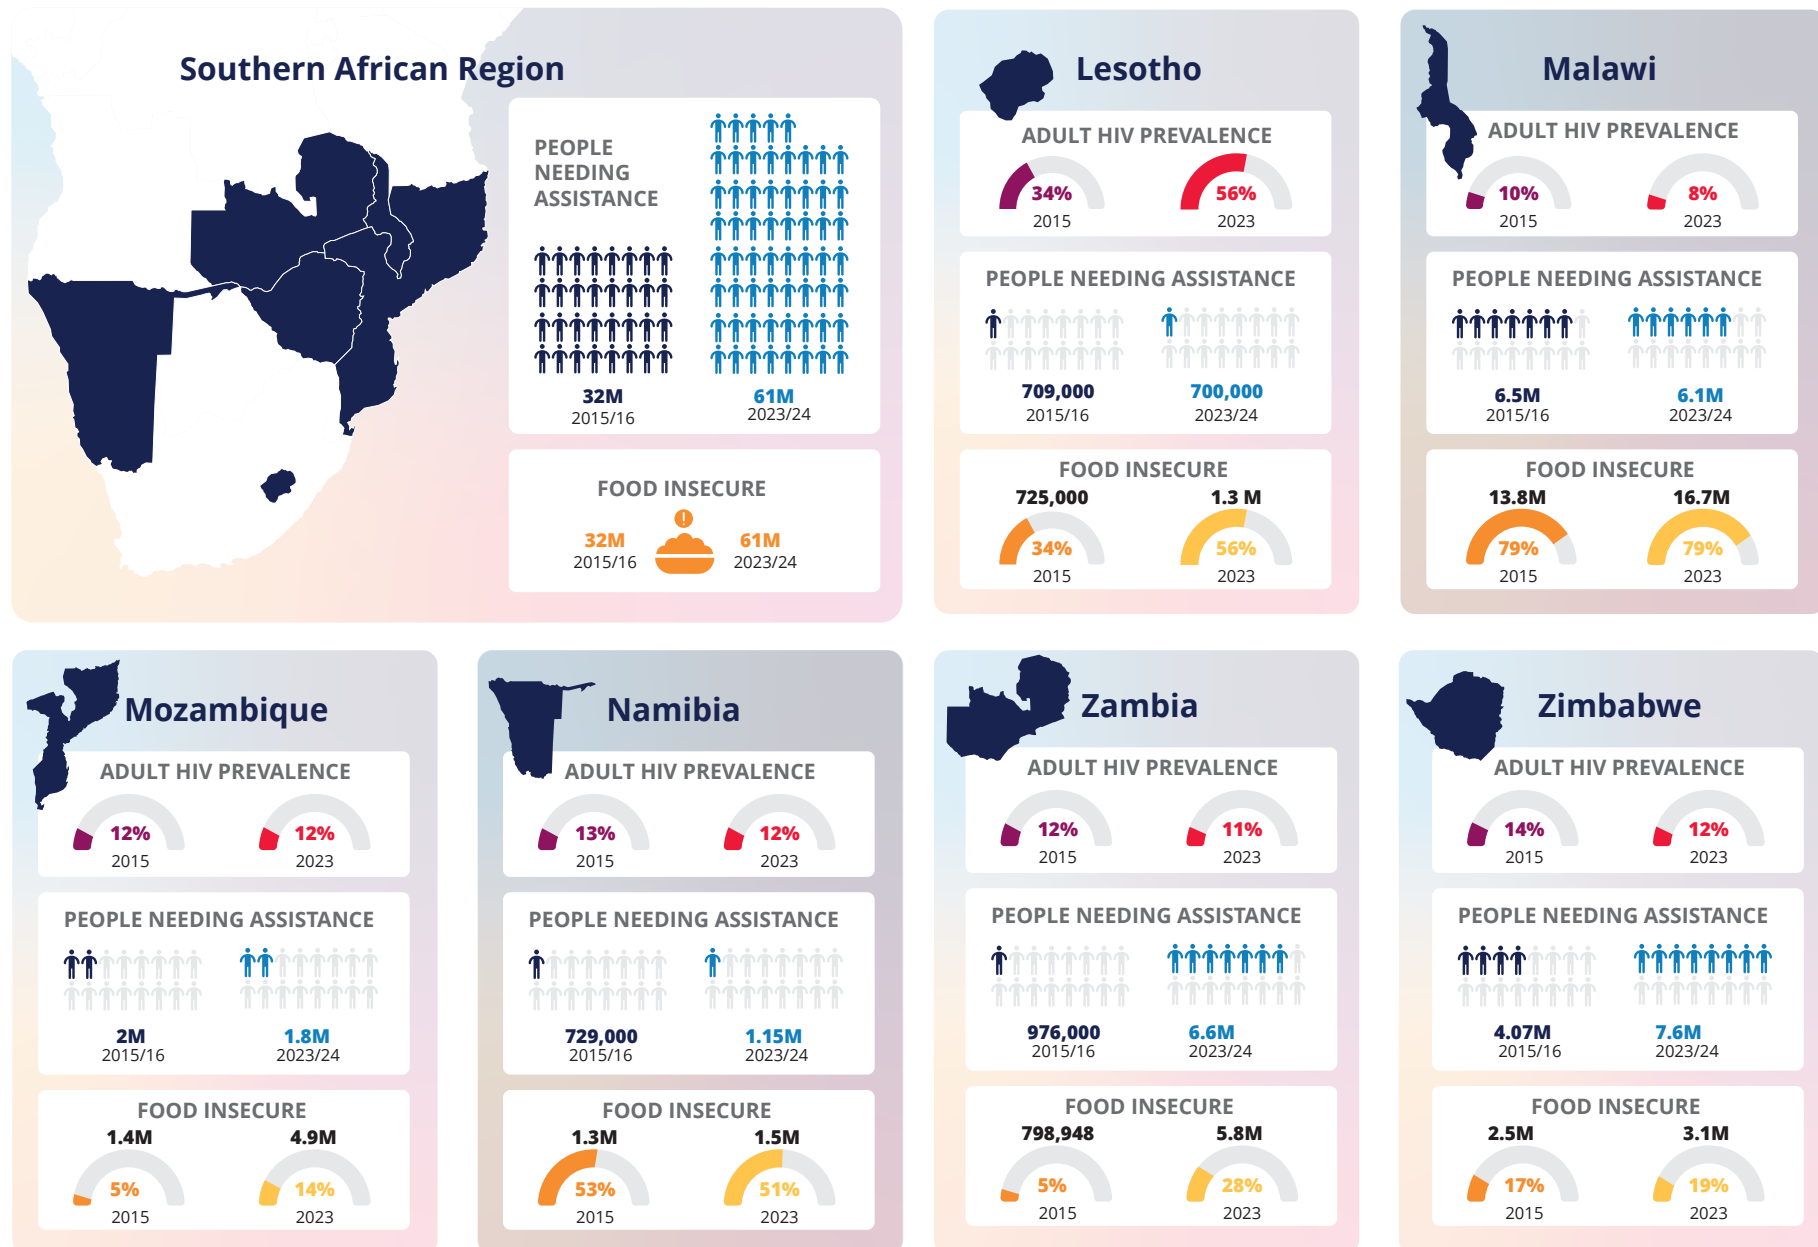 Southern African Region
PEOPLE
NEEDING
ASSISTANCE
32M
2015/16
61M
2023/24
FOOD INSECURE
!
32M
2015/16
61M
2023/24
Lesotho
ADULT HIV PREVALENCE
34%
2015
56%
2023
PEOPLE NEEDING ASSISTANCE
709,000
2015/16
700,000
2023/24
FOOD INSECURE
725,000
34%
2015
1.3 M
56%
2023
Malawi
ADULT HIV PREVALENCE
10%
2015
8%
2023
PEOPLE NEEDING ASSISTANCE
6.5M
2015/16
6.1M
2023/24
FOOD INSECURE
13.8M
79%
2015
16.7M
79%
2023
Mozambique
ADULT HIV PREVALENCE
12%
2015
12%
2023
PEOPLE NEEDING ASSISTANCE
2M
2015/16
1.8M
2023/24
FOOD INSECURE
1.4M
5%
2015
4.9M
14%
2023
Namibia
ADULT HIV PREVALENCE
13%
2015
12%
2023
PEOPLE NEEDING ASSISTANCE
729,000
2015/16
1.15M
2023/24
FOOD INSECURE
1.3M
53%
2015
1.5M
51%
2023
Zambia
ADULT HIV PREVALENCE
12%
2015
11%
2023
PEOPLE NEEDING ASSISTANCE
976,000
2015/16
6.6M
2023/24
FOOD INSECURE
798,948
5%
2015
5.8M
28%
2023
Zimbabwe
ADULT HIV PREVALENCE
14%
2015
12%
2023
PEOPLE NEEDING ASSISTANCE
4.07M
2015/16
7.6M
2023/24
FOOD INSECURE
2.5M
17%
2015
3.1M
19%
2023